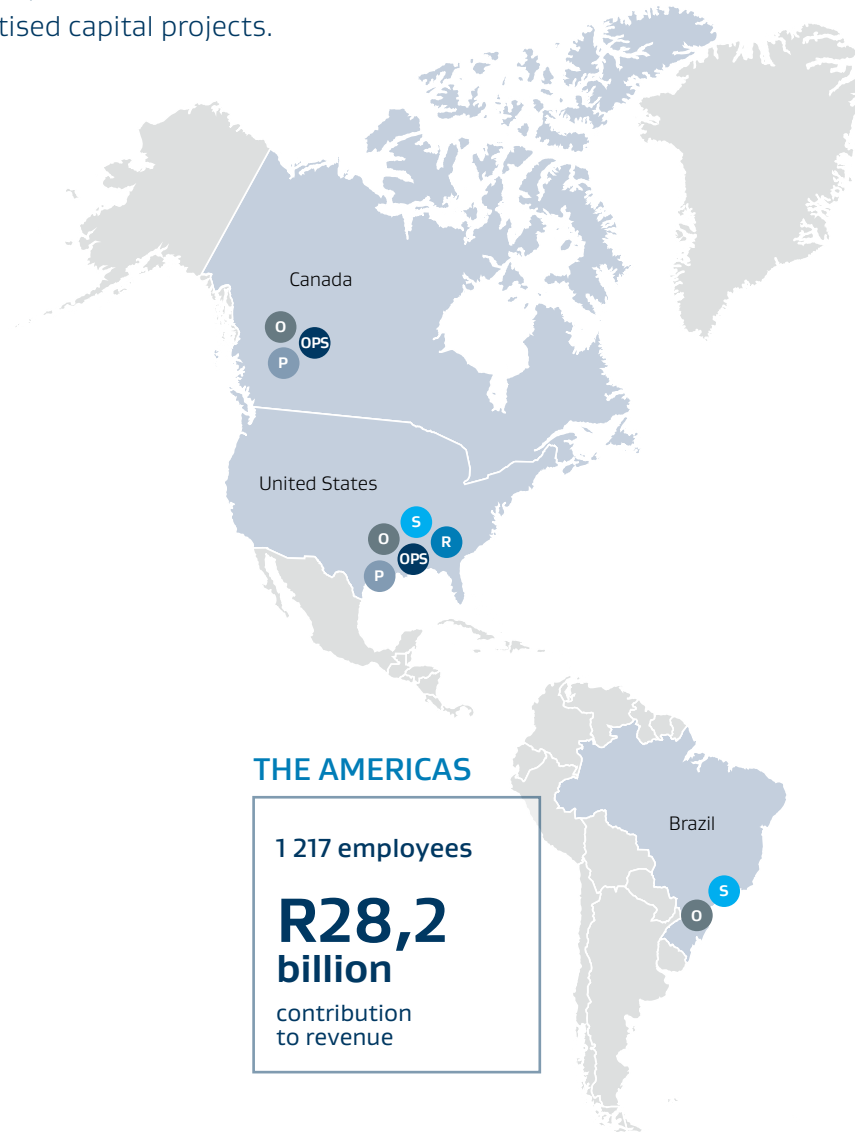 tised capital projects.
Canada
O
OPS
P
United States
S
O
R
OPS
P
THE AMERICAS
1 217 employees
R28,2
billion
contribution
to revenue
Brazil
S
O